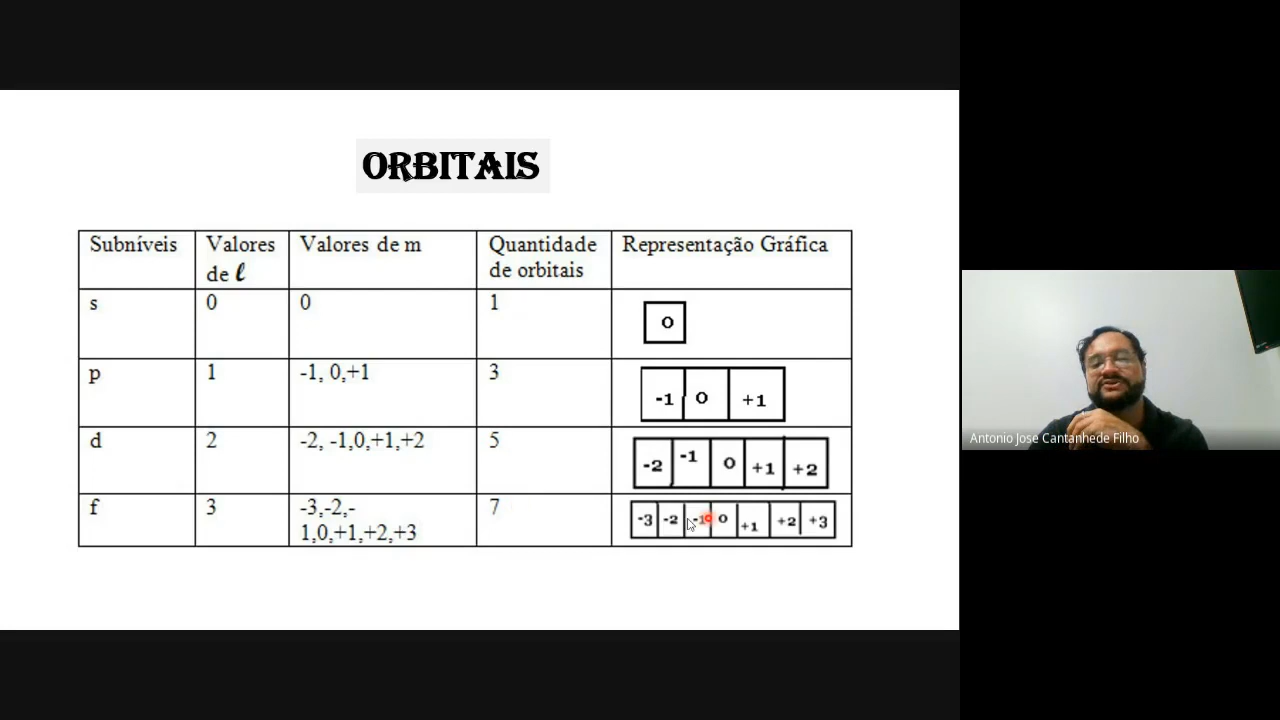 ORBITAIS
Subníveis
Valores
de ℓ
Valores de m
Quantidade
de orbitais
Representação Gráfica
s
0
0
1
0
p
1
-1, 0,+1
3
-1 0 +1
d
2
-2, -1,0,+1,+2
5
-2 -1 0 +1 +2
f
3
-3,-2,-
1,0,+1,+2,+3
7
-3 -2 -1 0 +1 +2 +3
Antonio Jose Cantanhede Filho